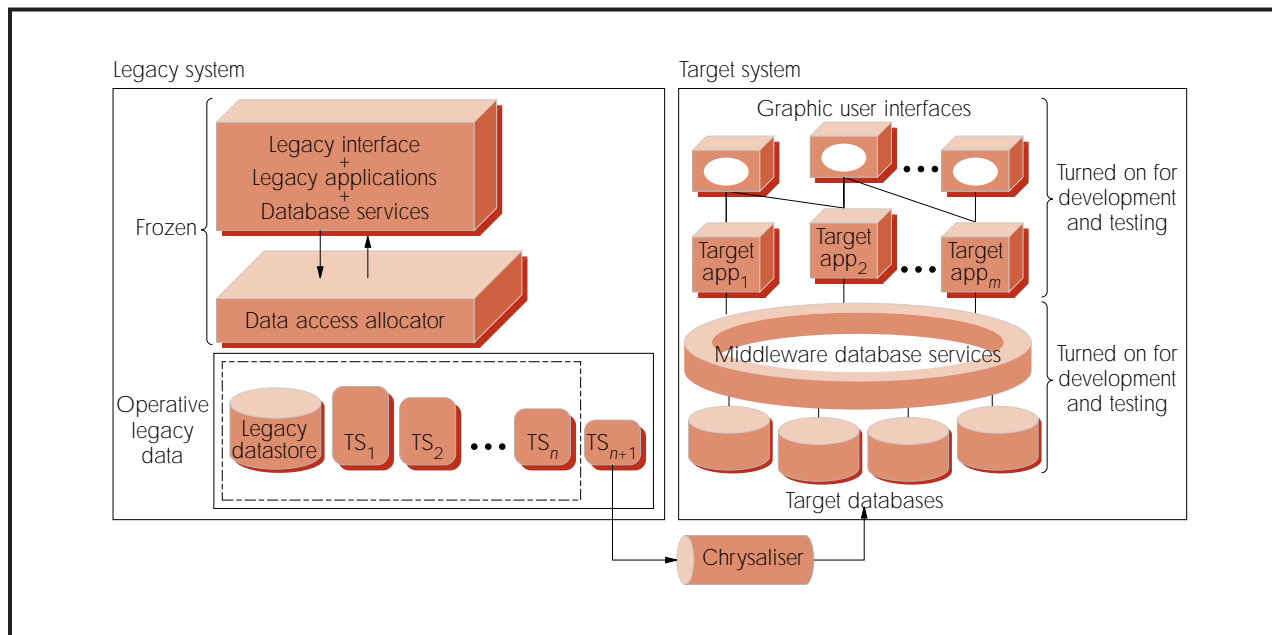 Legacy system
Frozen
Legacy interface
+
Legacy applications
+
Database services
Data access allocator
Operative
legacy
data
Legacy
datastore
TS1
TS2
TSn
TSn+1
Chrysaliser
Target system
Graphic user interfaces
Target
app1
Target
app2
Target
appm
Turned on for
development
and testing
Middleware database services
Turned on for
development
and testing
Target databases